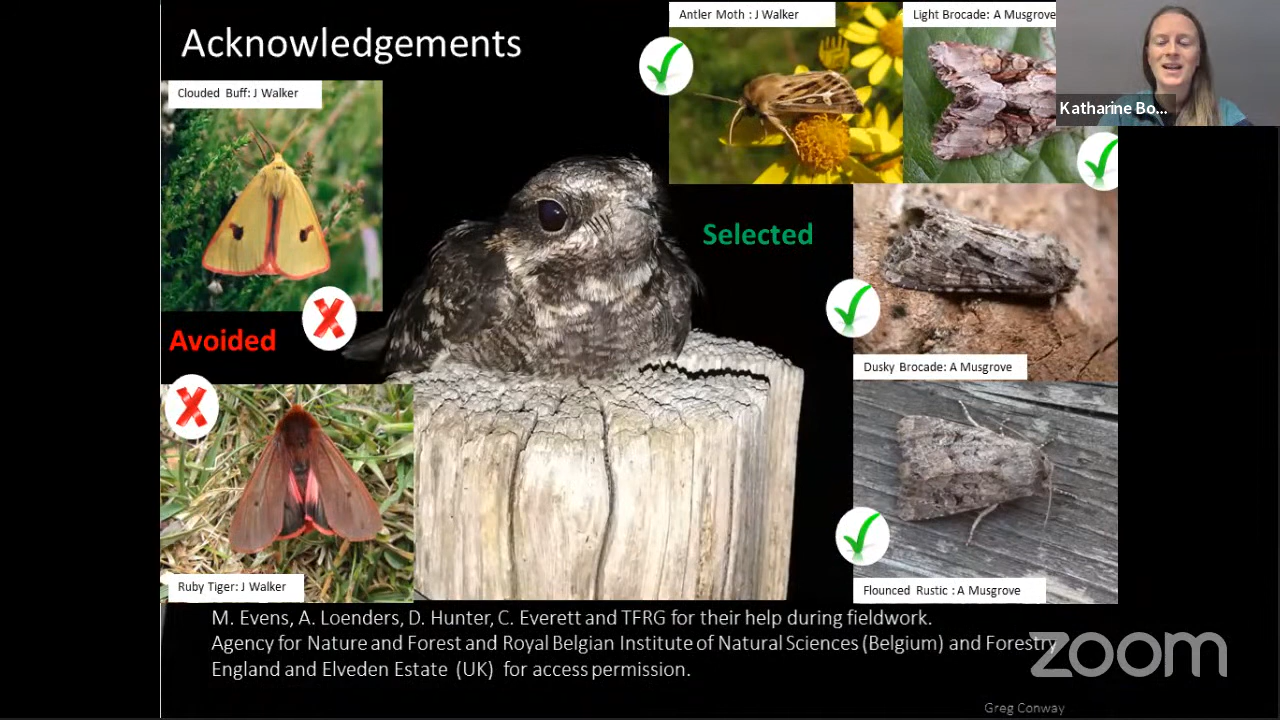 Acknowledgements
Antler Moth : J Walker
Light Brocade: A Musgrove
Katharine Bo...
Clouded Buff: J Walker
Selected
Avoided
Dusky Brocade: A Musgrove
Ruby Tiger: J Walker
Flounced Rustic : A Musgrove
M. Evens, A. Loenders, D. Hunter, C. Everett and TFRG for their help during fieldwork.
Agency for Nature and Forest and Royal Belgian Institute of Natural Sciences (Belgium) and Forestry
England and Elveden Estate (UK) for access permission.
zoom
Greg Conway